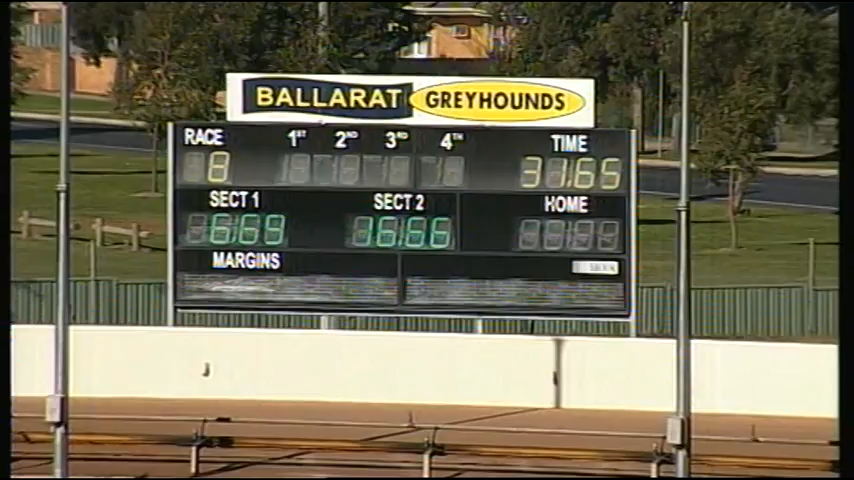 BALLARAT GREYHOUNDS
RACE 1ST 2ND 3RD 4TH TIME
8 31.65
SECT 1 SECT 2 HOME
6.69 16.56
MARGINS